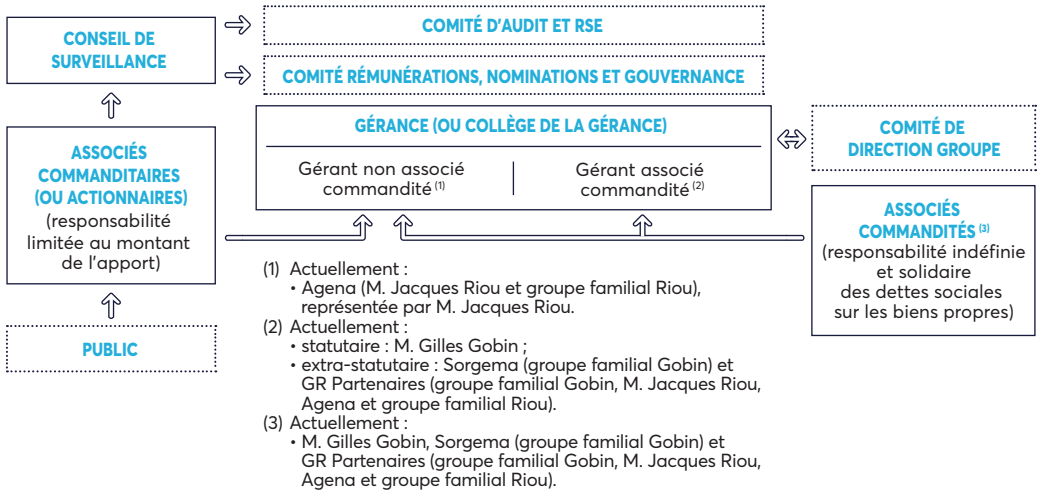 CONSEIL DE
SURVEILLANCE
COMITÉ D'AUDIT ET RSE
COMITÉ RÉMUNÉRATIONS, NOMINATIONS ET GOUVERNANCE
GÉRANCE (OU COLLÈGE DE LA GÉRANCE)
Gérant non associé
commandité (1)
Gérant associé
commandité (2)
COMITÉ DE
DIRECTION GROUPE
ASSOCIÉS
COMMANDITAIRES
(OU ACTIONNAIRES)
(responsabilité
limitée au montant
de l'apport)
ASSOCIÉS
COMMANDITÉS (3)
(responsabilité indéfinie
et solidaire
des dettes sociales
sur les biens propres)
PUBLIC
(1) Actuellement :
• Agena (M. Jacques Riou et groupe familial Riou),
représentée par M. Jacques Riou.
(2) Actuellement :
• statutaire : M. Gilles Gobin ;
• extra-statutaire : Sorgema (groupe familial Gobin) et
GR Partenaires (groupe familial Gobin, M. Jacques Riou,
Agena et groupe familial Riou).
(3) Actuellement :
• M. Gilles Gobin, Sorgema (groupe familial Gobin) et
GR Partenaires (groupe familial Gobin, M. Jacques Riou,
Agena et groupe familial Riou).